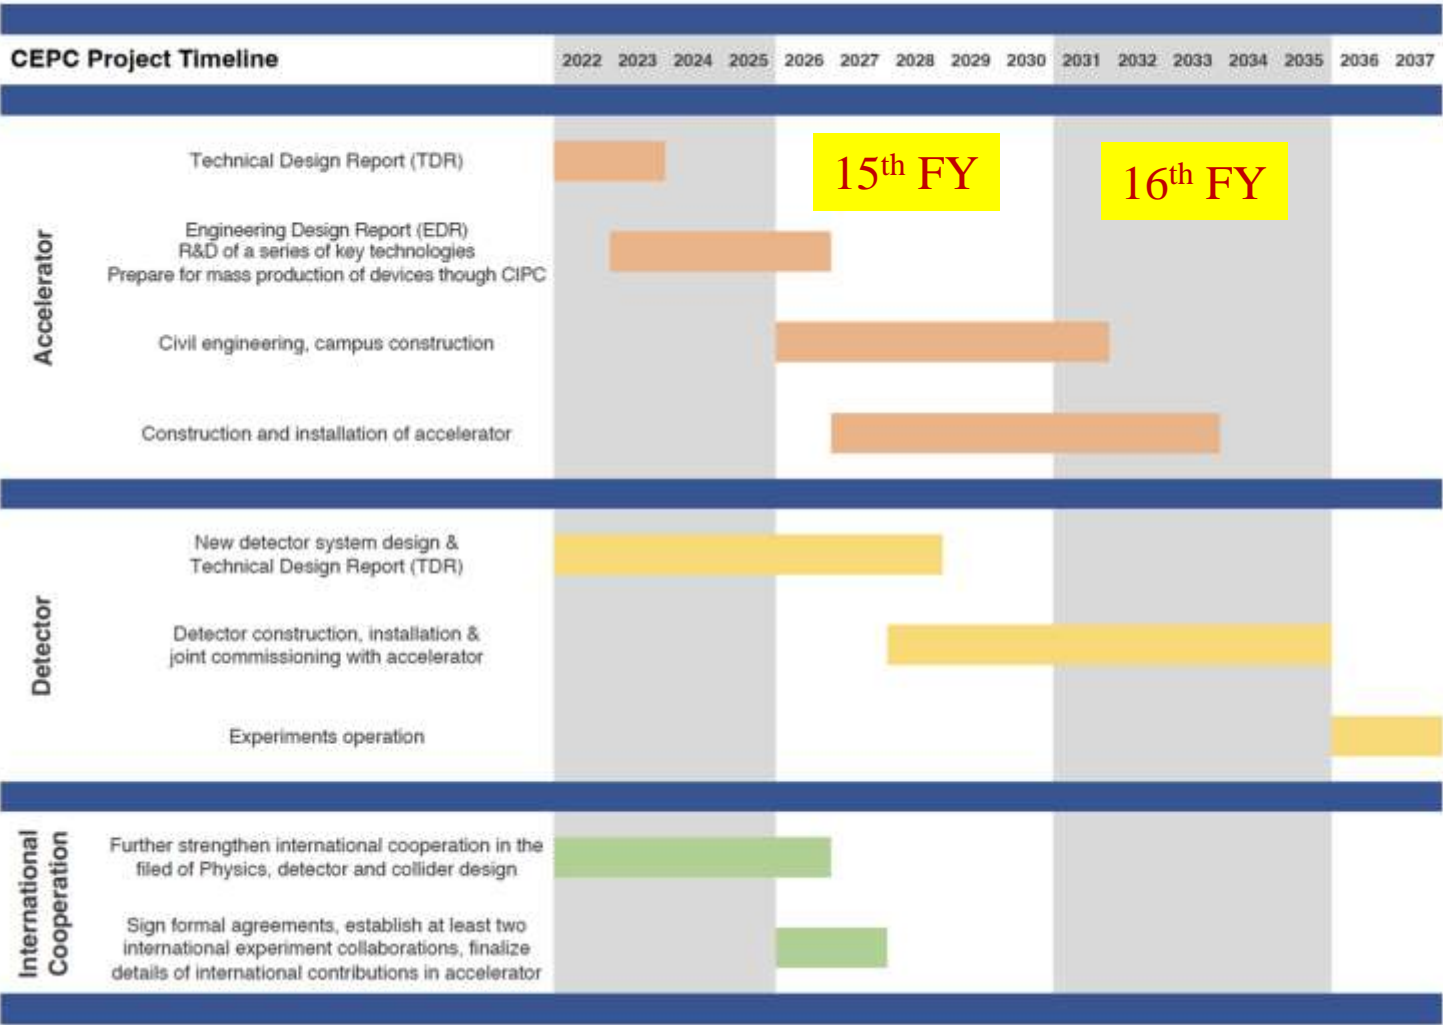 CEPC Project Timeline 2022 2023 2024 2025 2026 2027 2028 2029 2030 2031 2032 2033 2034 2035 2036 2037
15th FY
16th FY
Accelerator
Technical Design Report (TDR)
Engineering Design Report (EDR)
R&D of a series of key technologies
Prepare for mass production of devices though CIPC
Civil engineering, campus construction
Construction and installation of accelerator
Detector
New detector system design &
Technical Design Report (TDR)
Detector construction, installation &
joint commissioning with accelerator
Experiments operation
International
Cooperation
Further strengthen international cooperation in the
filed of Physics, detector and collider design
Sign formal agreements, establish at least two
international experiment collaborations, finalize
details of international contributions in accelerator